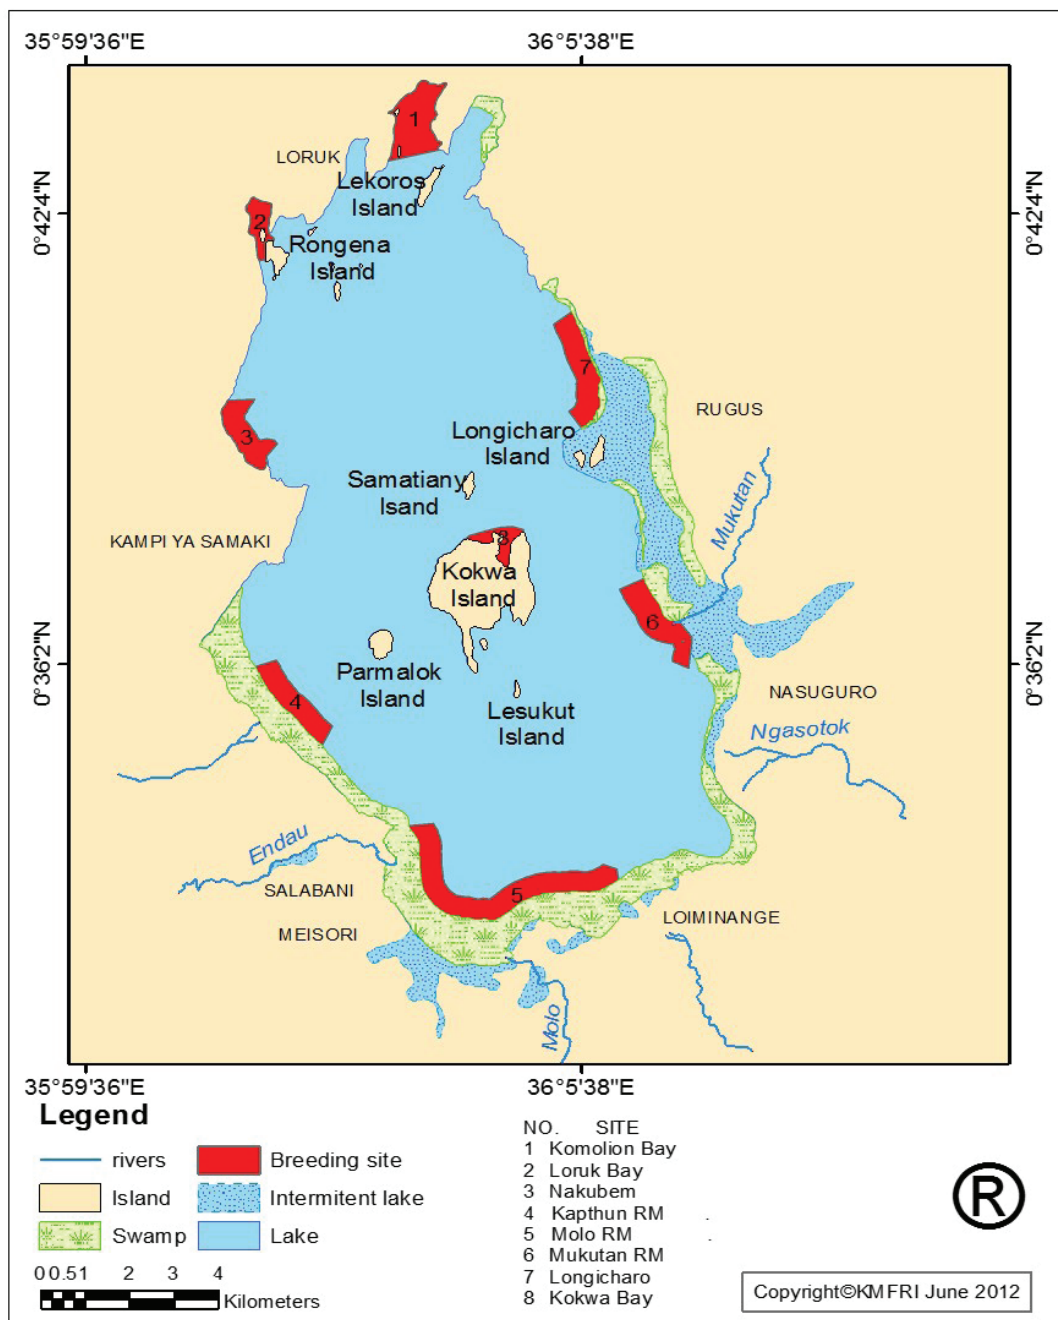 35°59'36"E
36°5'38"E
0°42'4"N
0°42'4"N
1
LORUK
Lekoros
Island
2
Rongena
Island
7
RUGUS
3
Longicharo
Island
Samatiany
Isand
Mukutan
KAMPI YA SAMAKI
8
Kokwa
Island
6
0°36'2"N
0°36'2"N
Parmalok
Island
4
NASUGURO
Lesukut
Island
Ngasotok
Endau
SALABANI
5
LOIMINANGE
MEISORI
Molo
35°59'36"E
36°5'38"E
Legend
rivers
Breeding site
Island
Intermitent lake
Swamp
Lake
0 0.5 1 2 3 4
Kilometers
NO. SITE
1 Komolion Bay
2 Loruk Bay
3 Nakubem
4 Kapthun RM .
5 Molo RM .
6 Mukutan RM
7 Longicharo
8 Kokwa Bay
R
Copyright©KMFRI June 2012